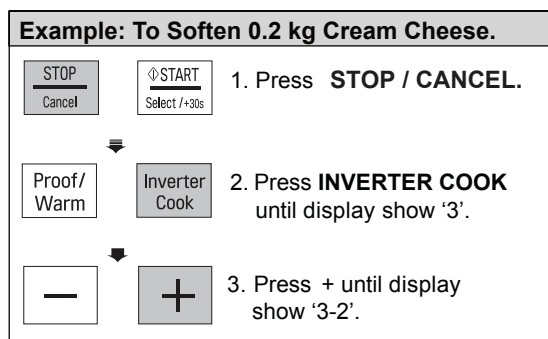 Example: To Soften 0.2 kg Cream Cheese.
STOP
Cancel
START
Select /+30s
1. Press STOP / CANCEL.
Proof/
Warm
Inverter
Cook
2. Press INVERTER COOK
until display show ‘3’.
−
+
3. Press + until display
show ‘3-2’.